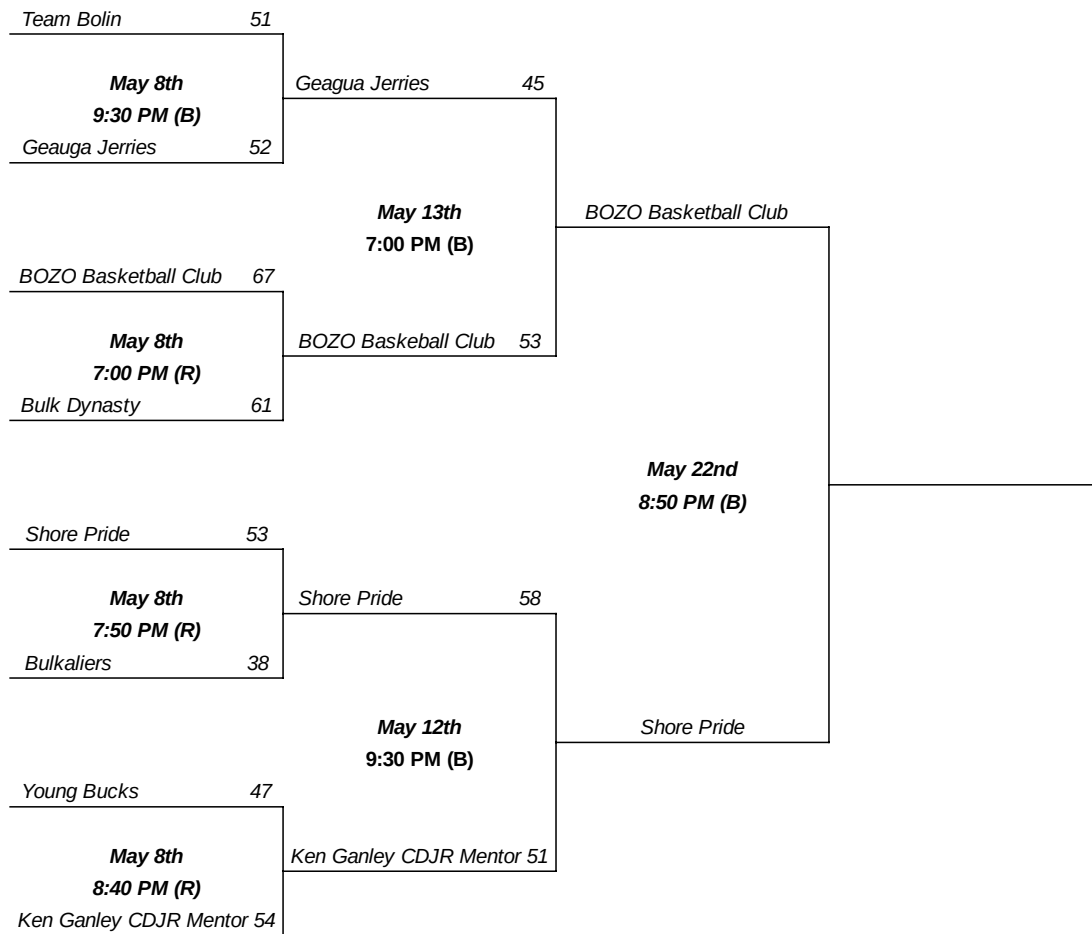 Team Bolin 51
May 8th
9:30 PM (B)
Geauga Jerries 52
Geagua Jerries 45
May 13th
7:00 PM (B)
BOZO Basketball Club
BOZO Basketball Club 67
May 8th
7:00 PM (R)
Bulk Dynasty 61
BOZO Baskeball Club 53
May 22nd
8:50 PM (B)
Shore Pride 53
May 8th
7:50 PM (R)
Bulkaliers 38
Shore Pride 58
May 12th
9:30 PM (B)
Shore Pride
Young Bucks 47
May 8th
8:40 PM (R)
Ken Ganley CDJR Mentor 54
Ken Ganley CDJR Mentor 51